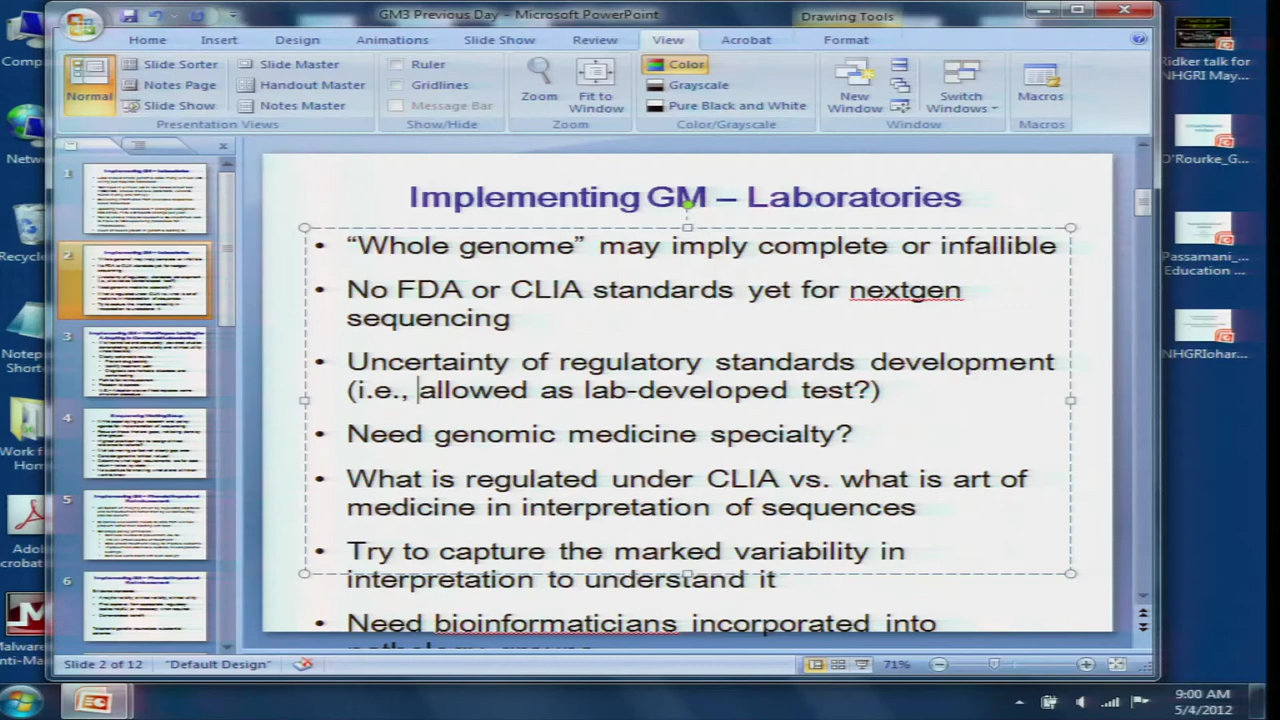 GM3 Previous Day - Microsoft PowerPoint
Drawing Tools
Home Insert Design Animations Slide Show Review View Acrobat Format
Normal
Slide Sorter
Notes Page
Slide Show
Slide Master
Handout Master
Notes Master
Presentation Views
Ruler
Gridlines
Message Bar
Show/Hide
Zoom
Fit to
Window
Zoom
Color
Grayscale
Pure Black and White
Color/Grayscale
New
Window
Switch
Windows
Window
Macros
Macros
1
2
3
4
5
6
Implementing GM – Laboratories
• “Whole genome” may imply complete or infallible
• No FDA or CLIA standards yet for nextgen
sequencing
• Uncertainty of regulatory standards development
(i.e., allowed as lab-developed test?)
• Need genomic medicine specialty?
• What is regulated under CLIA vs. what is art of
medicine in interpretation of sequences
• Try to capture the marked variability in
interpretation to understand it
• Need bioinformaticians incorporated into
Slide 2 of 12
"Default Design"
71%
Ridker talk for
NHGRI May...
O'Rourke_G...
Passamani_...
Education ...
NHGRIohar...
9:00 AM
5/4/2012